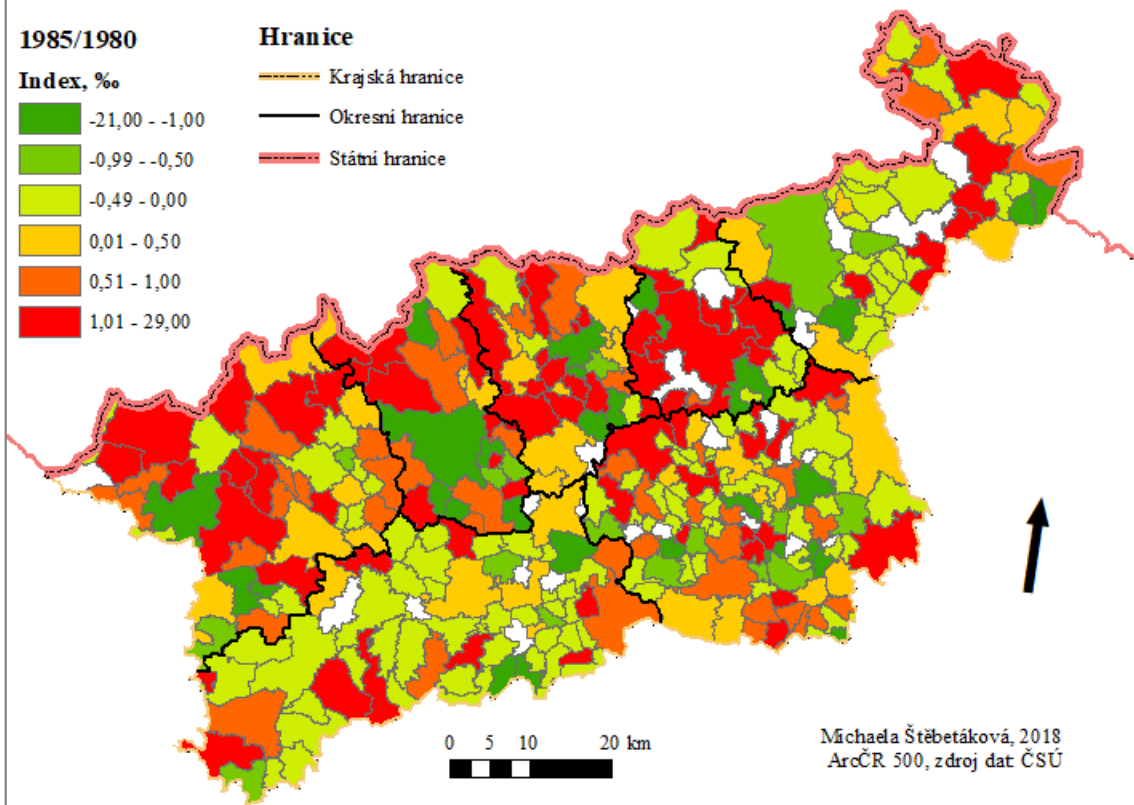 1985/1980
Index, ‰
-21,00 - -1,00
-0,99 - -0,50
-0,49 - 0,00
0,01 - 0,50
0,51 - 1,00
1,01 - 29,00
Hranice
Krajská hranice
Okresní hranice
Státní hranice
0 5 10 20 km
Michaela Štěbetáková, 2018
ArcČR 500, zdroj dat: ČSÚ